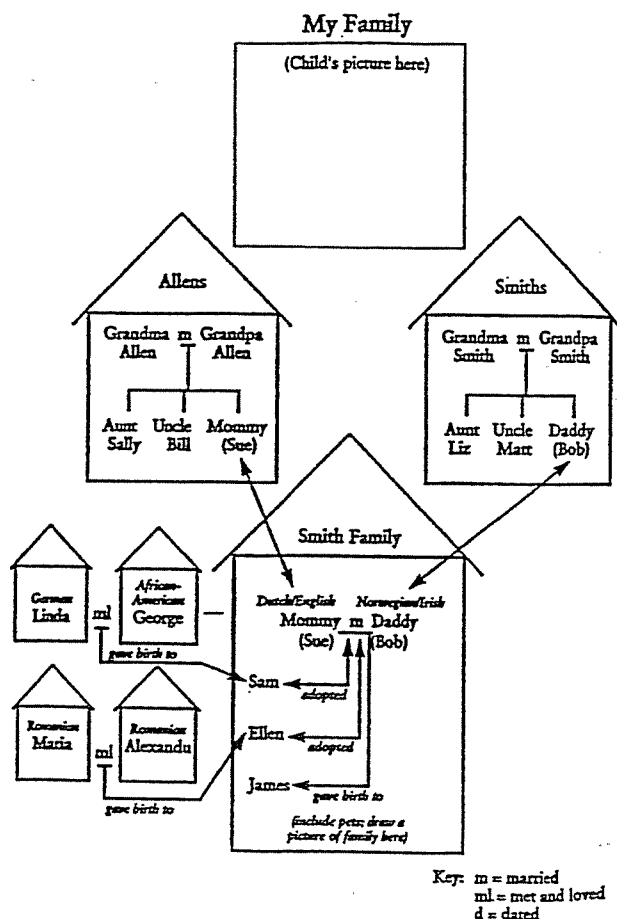 My Family
(Child's picture here)
Allens
Grandma m Grandpa
Allen Allen
Aunt Uncle Mommy
Sally Bill (Sue)
Smiths
Grandma m Grandpa
Smith Smith
Aunt Uncle Daddy
Liz Matt (Bob)
Smith Family
Dutch/English Norwegian/Irish
Mommy m Daddy
(Sue) (Bob)
German
Linda
ml
African-
American
George
gave birth to
Sam
adopted
Romanian
Maria
ml
Romanian
Alexandu
gave birth to
Ellen
adopted
James
gave birth to
(include pets; draw a
picture of family here)
Key: m = married
ml = met and loved
d = dated